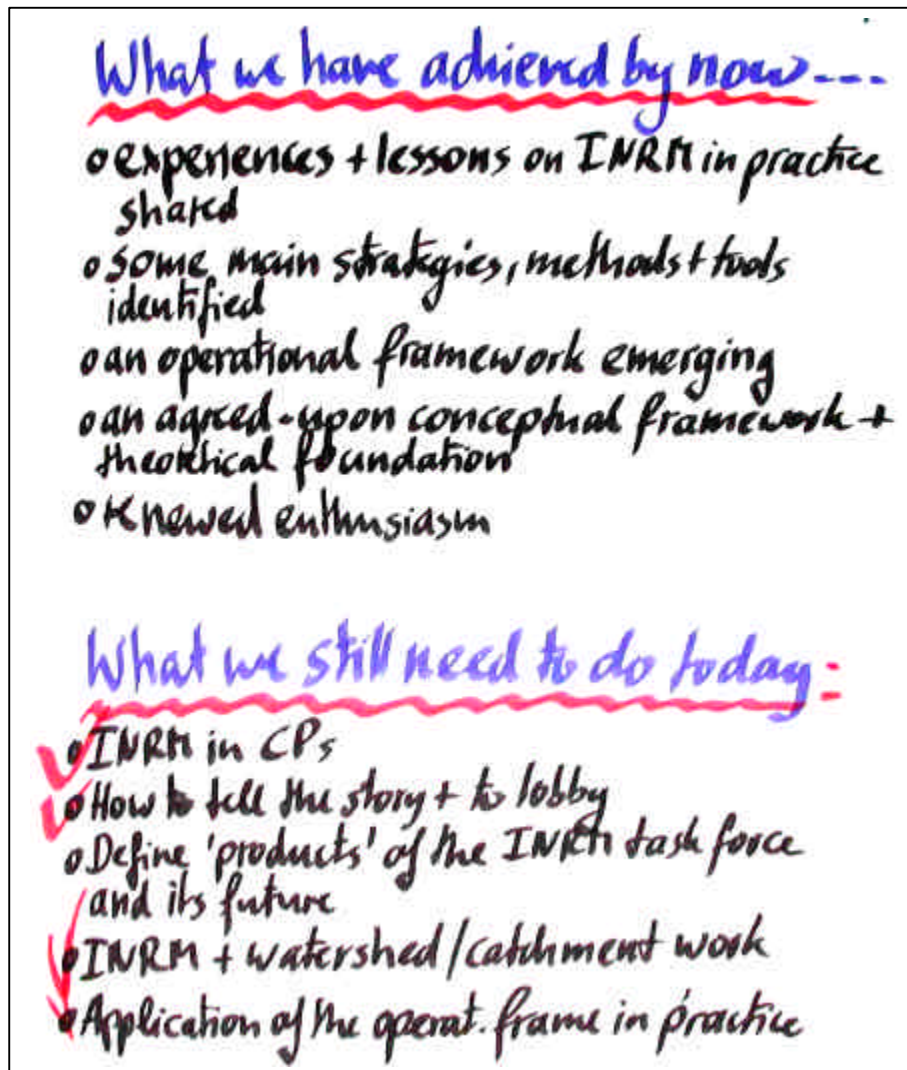 What we have achieved by now---
experiences + lessons on INRM in practice
shared
some main strategies, methods + tools
identified
an operational framework emerging
an agreed-upon conceptual framework +
theoretical foundation
renewed enthusiasm
What we still need to do today:
INRM in CPs
How to tell the story + to lobby
Define 'products' of the INRM task force
and its future
INRM + watershed/catchment work
Application of the operat. frame in practice